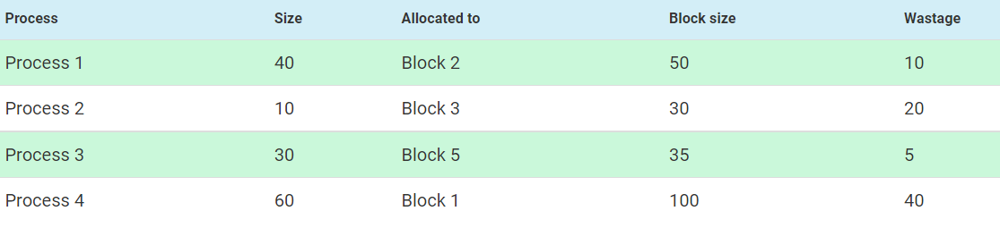 Process Size Allocated to Block size Wastage
Process 1 40 Block 2 50 10
Process 2 10 Block 3 30 20
Process 3 30 Block 5 35 5
Process 4 60 Block 1 100 40